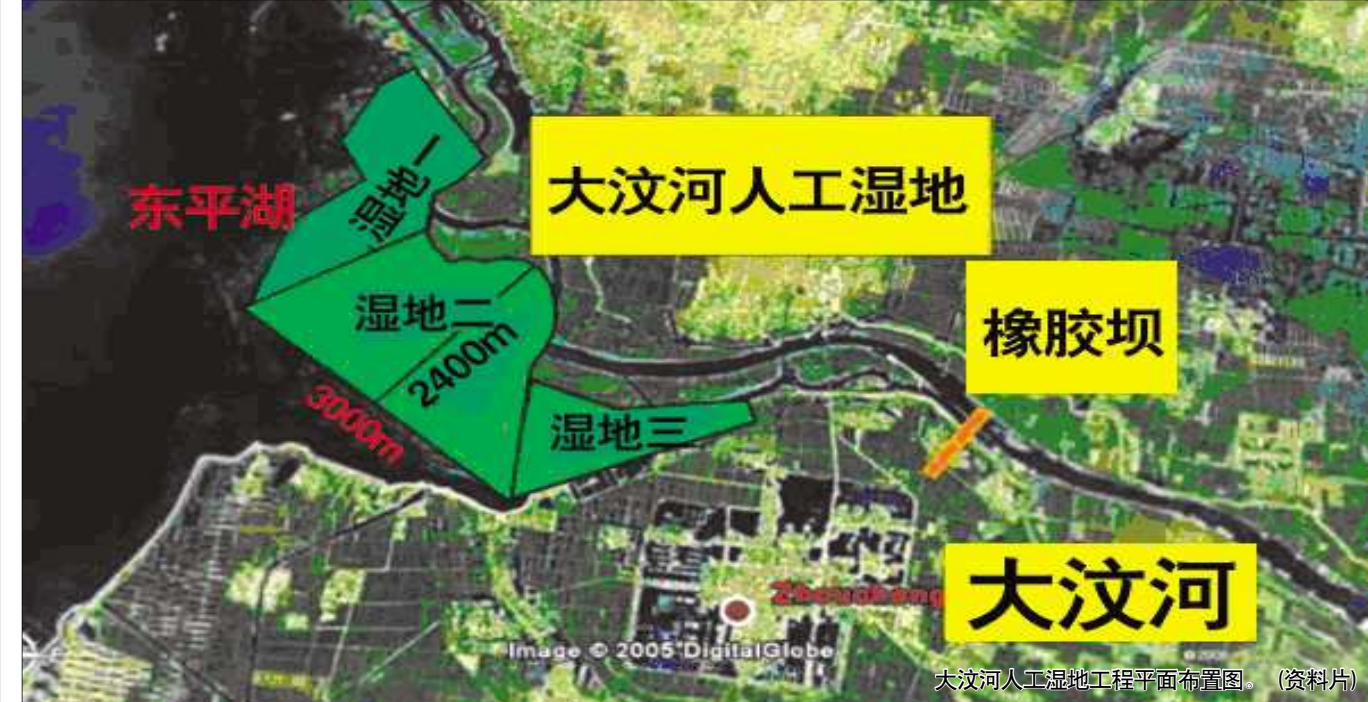 湿地一
东平湖
大汶河人工湿地
湿地二
2400m
橡胶坝
3000m
湿地三
Zhoucheng
大汶河
Image © 2005 DigitalGlobe
大汶河人工湿地工程平面布置图。（资料片）